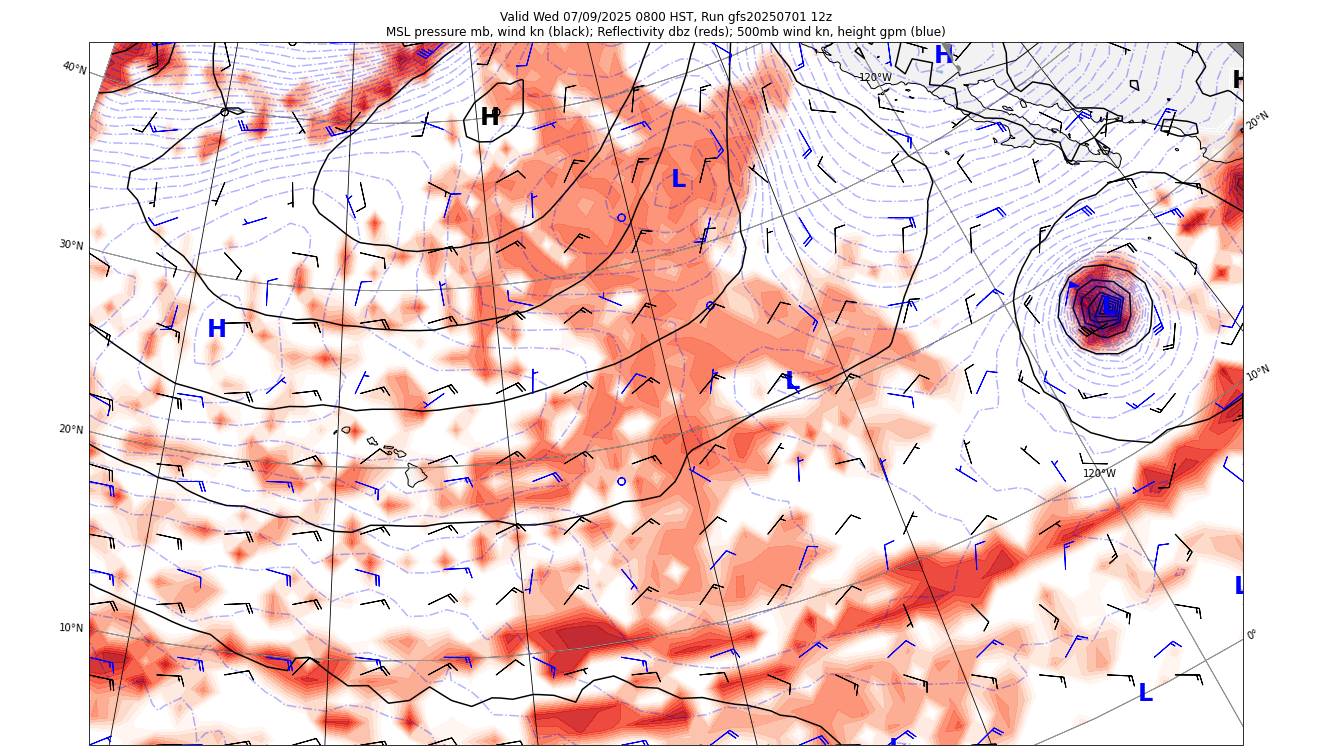 Valid Wed 07/09/2025 0800 HST, Run gfs20250701 12z
MSL pressure mb, wind kn (black); Reflectivity dbz (reds); 500mb wind kn, height gpm (blue)
H
40°N
120°W
H
H
20°N
L
30°N
H
L
L
10°N
20°N
120°W
L
10°N
0°
L
L